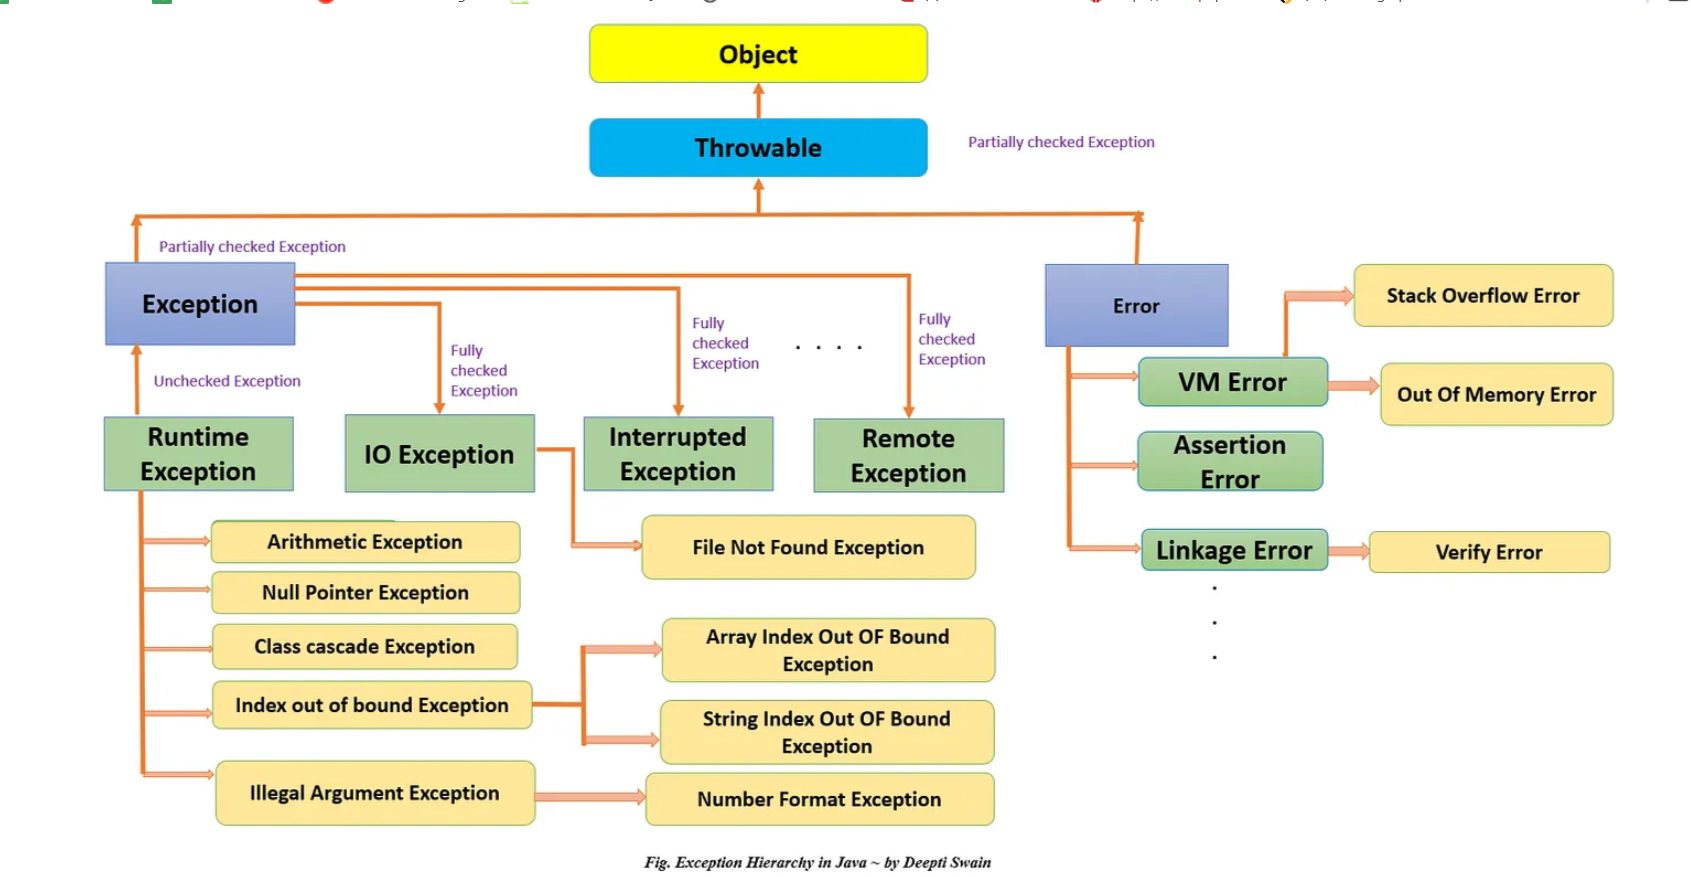 Object
Throwable
Partially checked Exception
Partially checked Exception
Exception
Error
Stack Overflow Error
Fully
checked
Exception
Fully
checked
Exception
. . . .
Fully
checked
Exception
Unchecked Exception
VM Error
Out Of Memory Error
Runtime
Exception
IO Exception
Interrupted
Exception
Remote
Exception
Assertion
Error
Arithmetic Exception
File Not Found Exception
Linkage Error
Verify Error
.
.
.
Null Pointer Exception
Class cascade Exception
Array Index Out OF Bound
Exception
Index out of bound Exception
String Index Out OF Bound
Exception
Illegal Argument Exception
Number Format Exception
Fig. Exception Hierarchy in Java ~ by Deepti Swain